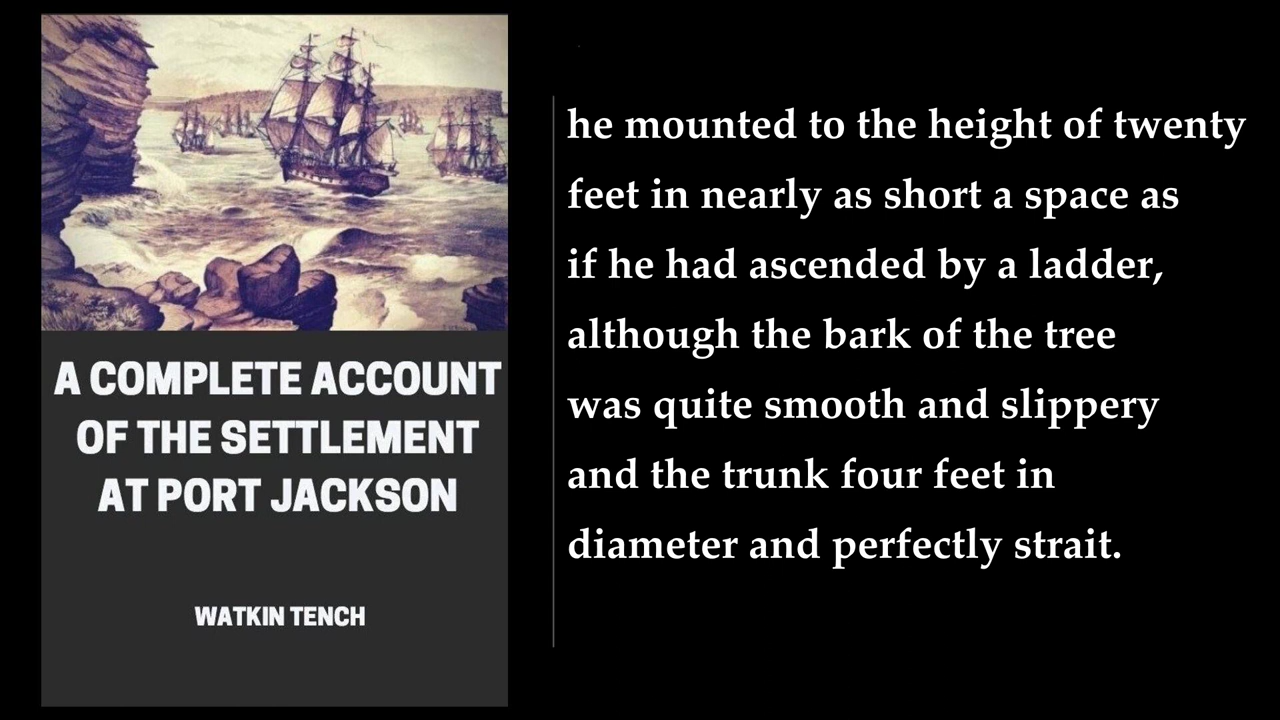 A COMPLETE ACCOUNT
OF THE SETTLEMENT
AT PORT JACKSON
WATKIN TENCH
he mounted to the height of twenty
feet in nearly as short a space as
if he had ascended by a ladder,
although the bark of the tree
was quite smooth and slippery
and the trunk four feet in
diameter and perfectly strait.